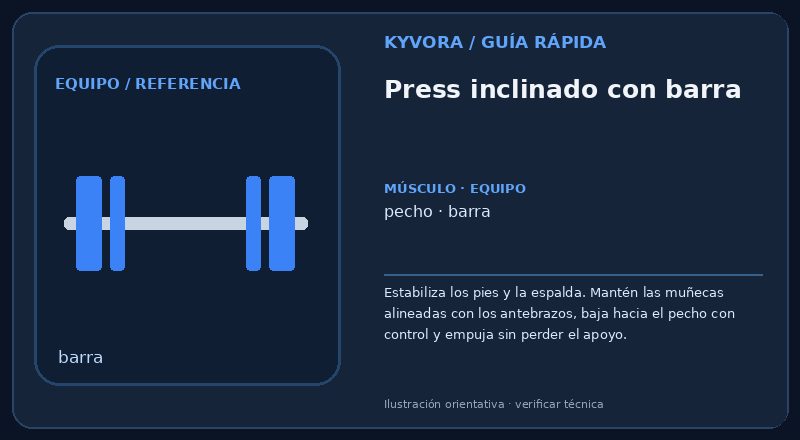 EQUIPO / REFERENCIA
barra
KYVORA / GUÍA RÁPIDA
Press inclinado con barra
MÚSCULO · EQUIPO
pecho · barra
Estabiliza los pies y la espalda. Mantén las muñecas
alineadas con los antebrazos, baja hacia el pecho con
control y empuja sin perder el apoyo.
Ilustración orientativa · verificar técnica